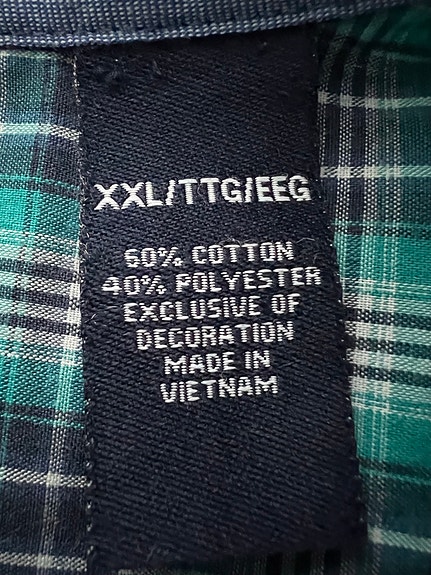 XXL/TTG/EEG
60% COTTON
40% POLYESTER
EXCLUSIVE OF
DECORATION
MADE IN
VIETNAM